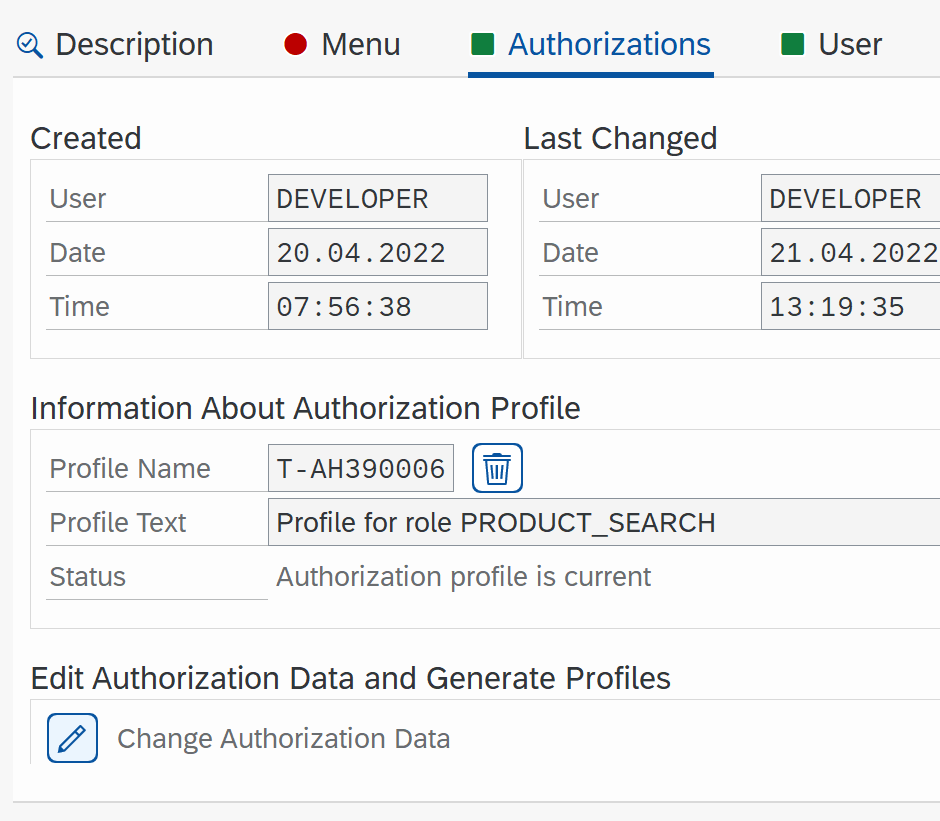 Description Menu Authorizations User
Created Last Changed
User DEVELOPER User DEVELOPER
Date 20.04.2022 Date 21.04.2022
Time 07:56:38 Time 13:19:35
Information About Authorization Profile
Profile Name T-AH390006
Profile Text Profile for role PRODUCT_SEARCH
Status Authorization profile is current
Edit Authorization Data and Generate Profiles
Change Authorization Data